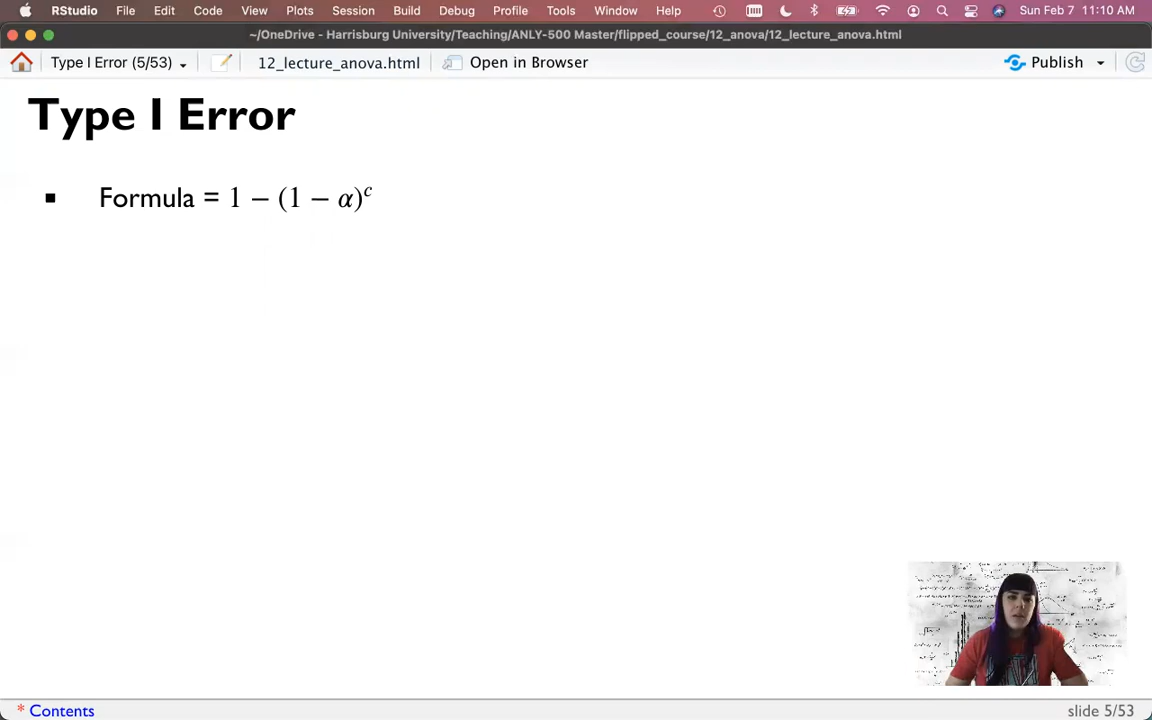 RStudio File Edit Code View Plots Session Build Debug Profile Tools Window Help Sun Feb 7 11:10 AM
~/OneDrive - Harrisburg University/Teaching/ANLY-500 Master/flipped_course/12_anova/12_lecture_anova.html
Type I Error (5/53) 12_lecture_anova.html Open in Browser Publish
Type I Error
▪ Formula = 1 − (1 − α)^c
* Contents slide 5/53